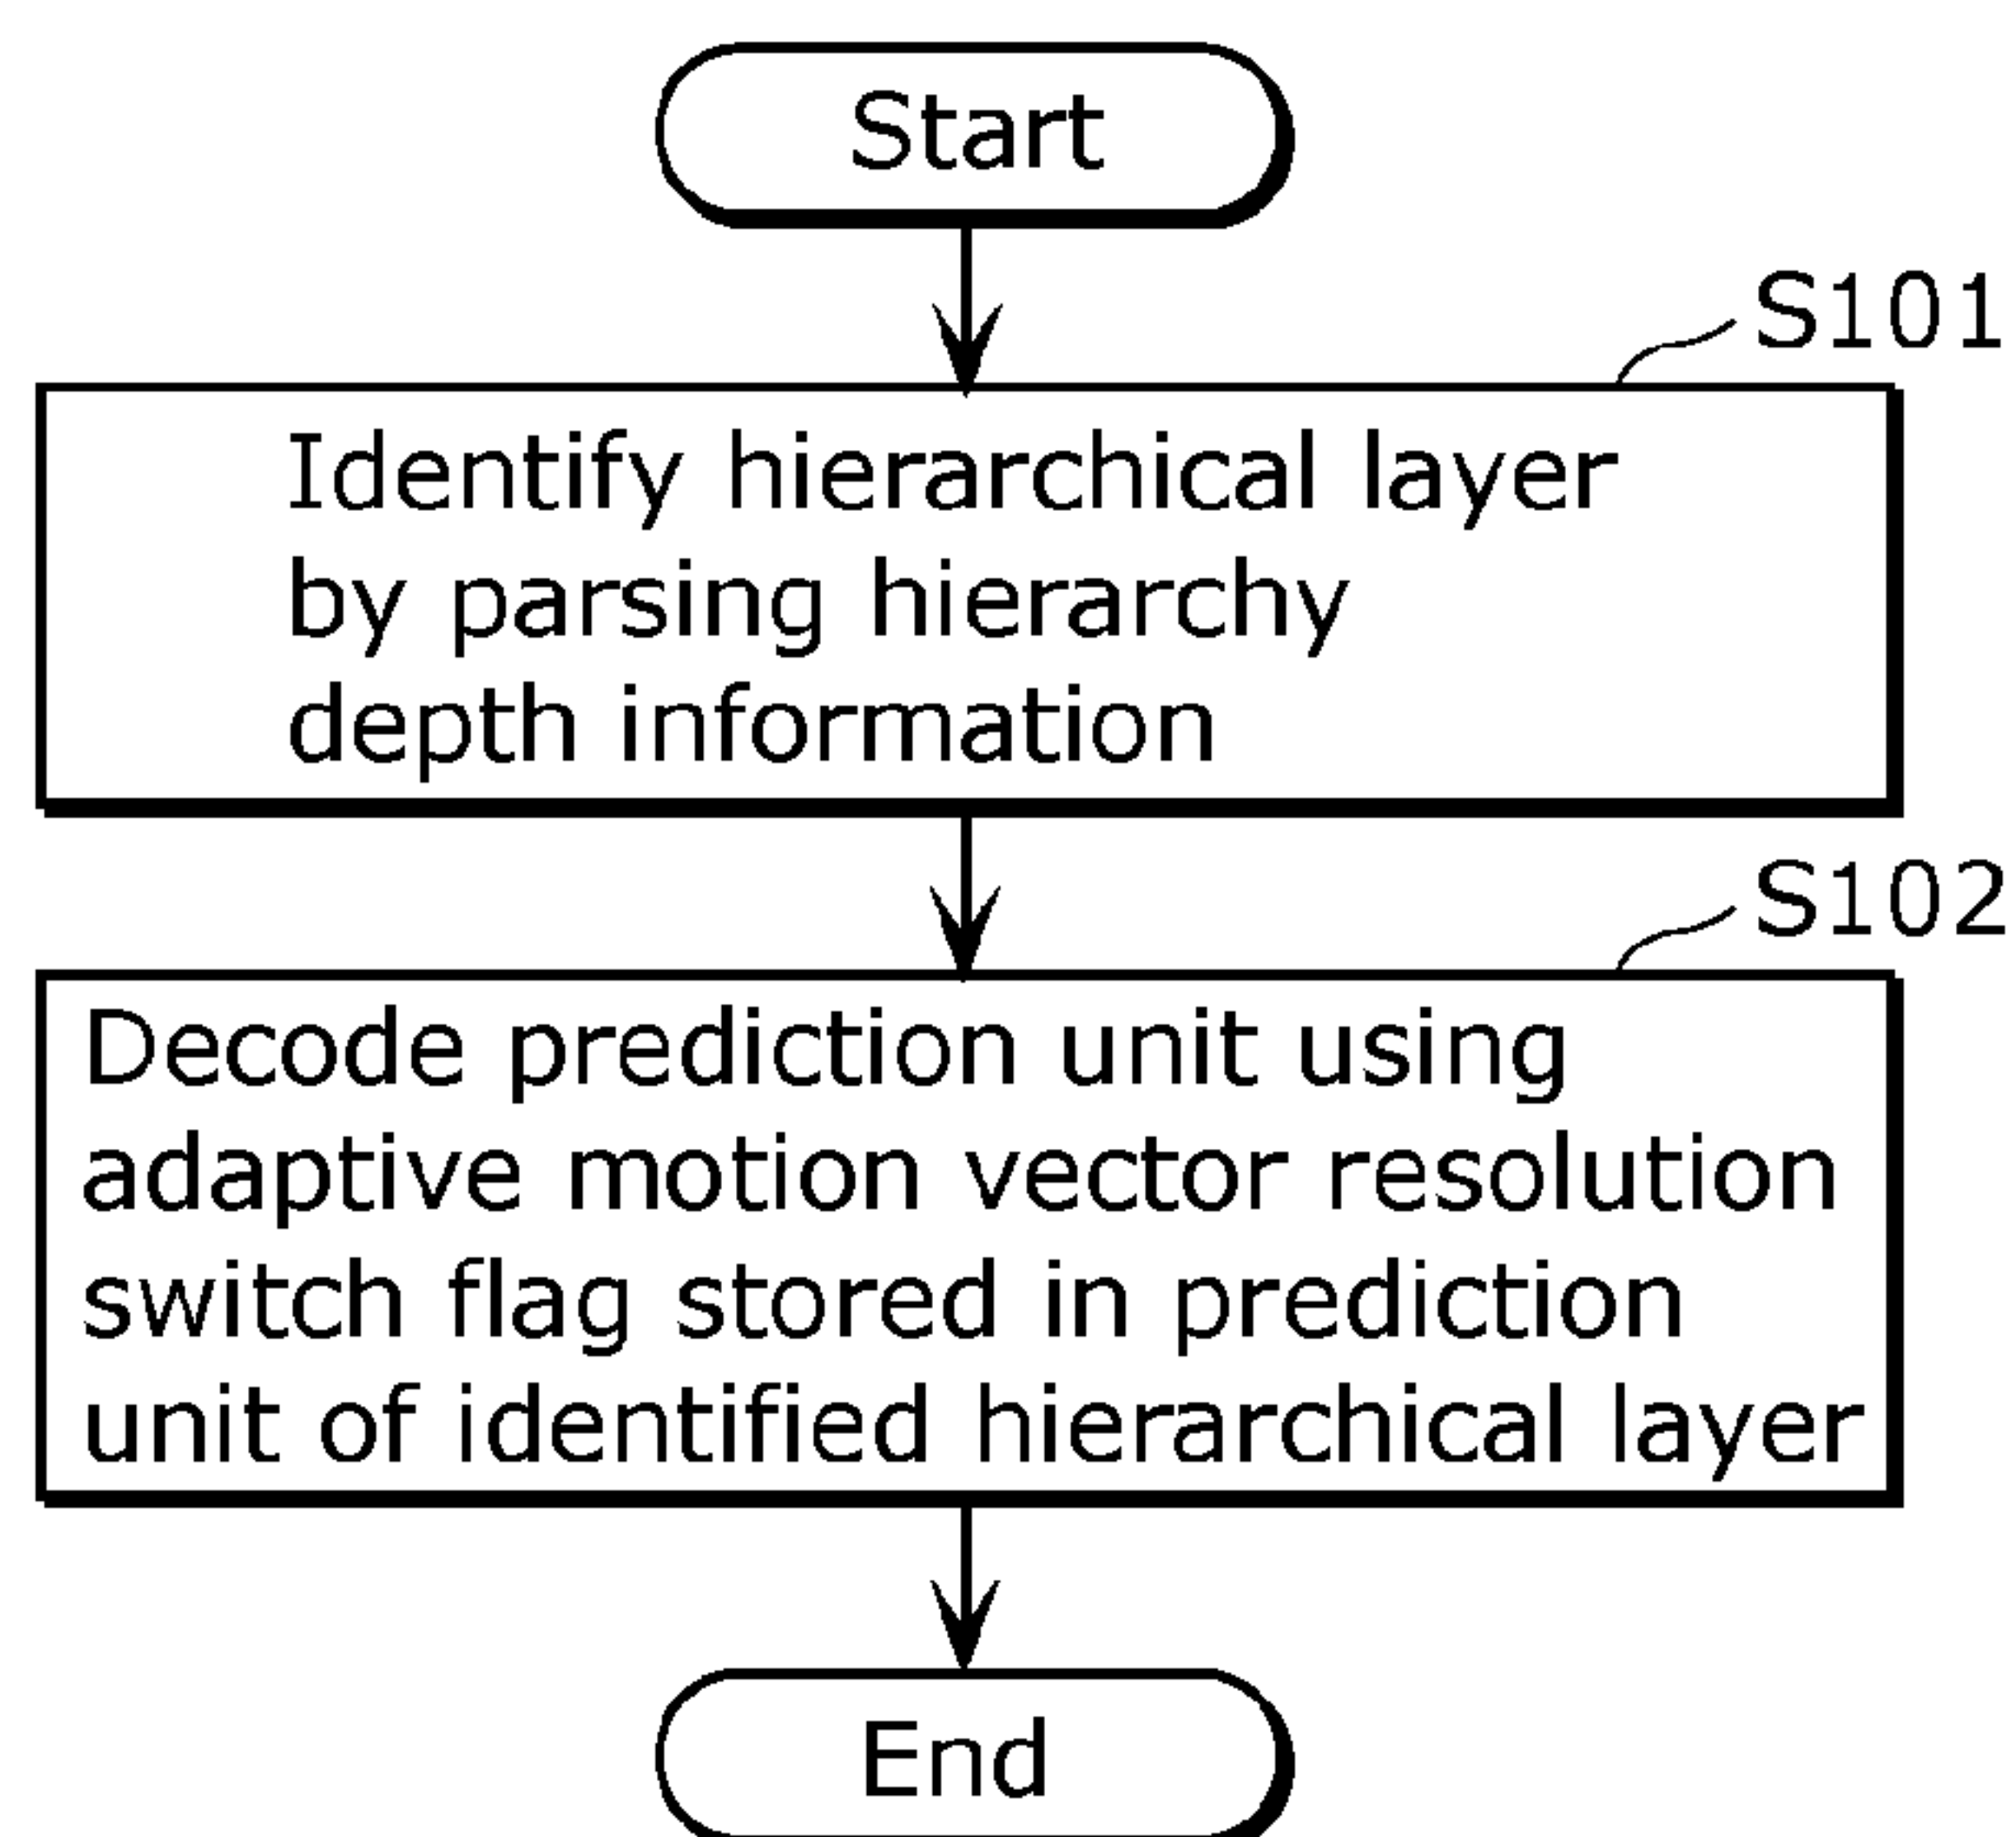 Start
S101
Identify hierarchical layer
by parsing hierarchy
depth information
S102
Decode prediction unit using
adaptive motion vector resolution
switch flag stored in prediction
unit of identified hierarchical layer
End